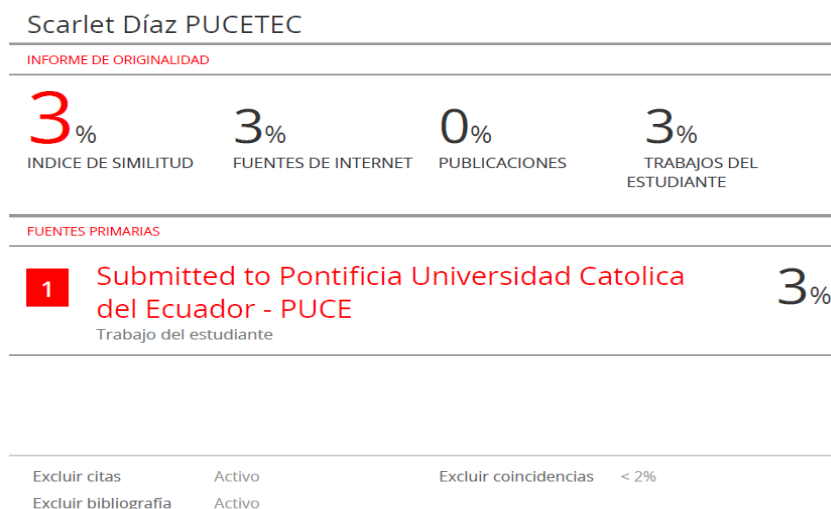 Scarlet Díaz PUCETEC
INFORME DE ORIGINALIDAD
3% 3% 0% 3%
INDICE DE SIMILITUD FUENTES DE INTERNET PUBLICACIONES TRABAJOS DEL
ESTUDIANTE
FUENTES PRIMARIAS
1 Submitted to Pontificia Universidad Catolica 3%
del Ecuador - PUCE
Trabajo del estudiante
Excluir citas Activo Excluir coincidencias < 2%
Excluir bibliografía Activo